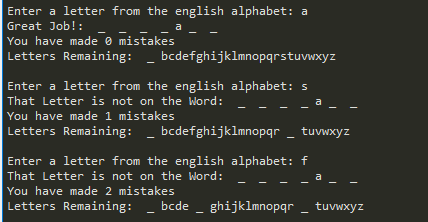 Enter a letter from the english alphabet: a
Great Job!:  _  _  _  _ a _  _
You have made 0 mistakes
Letters Remaining:  _ bcdefghijklmnopqrstuvwxyz
Enter a letter from the english alphabet: s
That Letter is not on the Word:  _  _  _  _ a _  _
You have made 1 mistakes
Letters Remaining:  _ bcdefghijklmnopqr _ tuvwxyz
Enter a letter from the english alphabet: f
That Letter is not on the Word:  _  _  _  _ a _  _
You have made 2 mistakes
Letters Remaining:  _ bcde _ ghijklmnopqr _ tuvwxyz